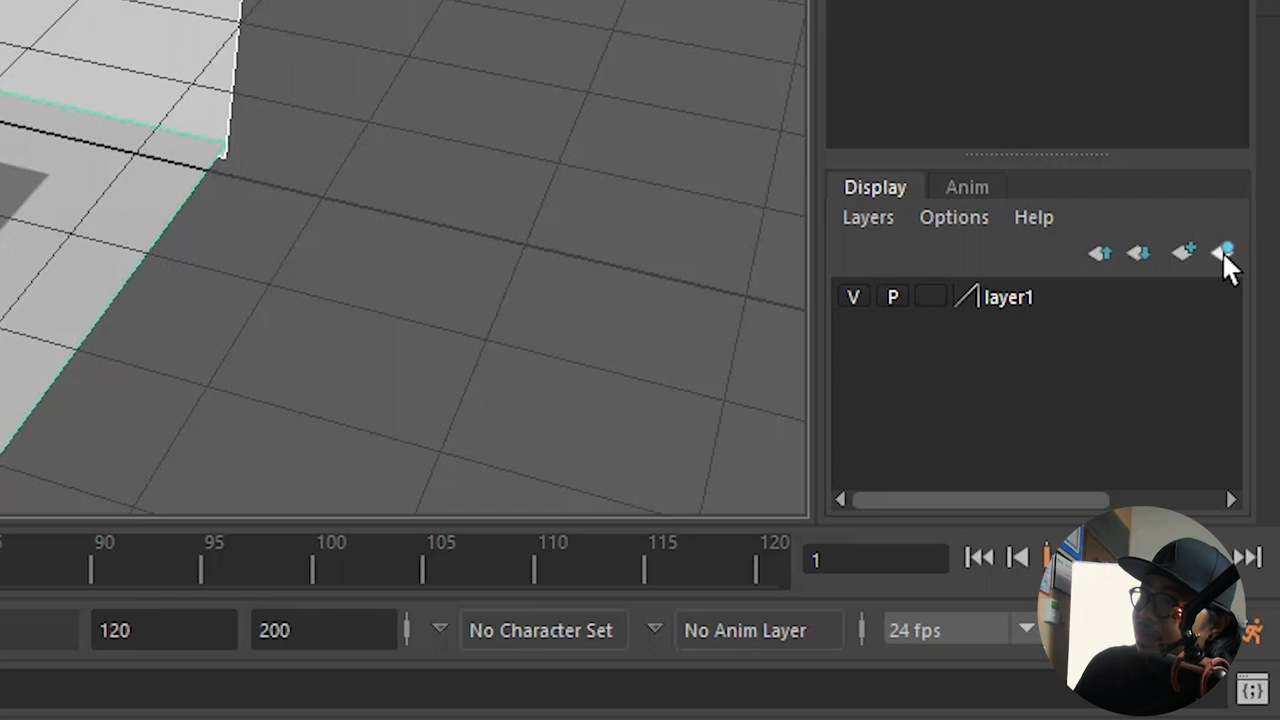 Display Anim
Layers Options Help
V P layer1
90 95 100 105 110 115 120
1
120 200 No Character Set No Anim Layer 24 fps